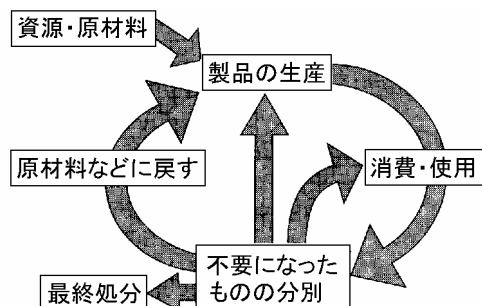 資源・原材料
製品の生産
原材料などに戻す
消費・使用
不要になった
ものの分別
最終処分